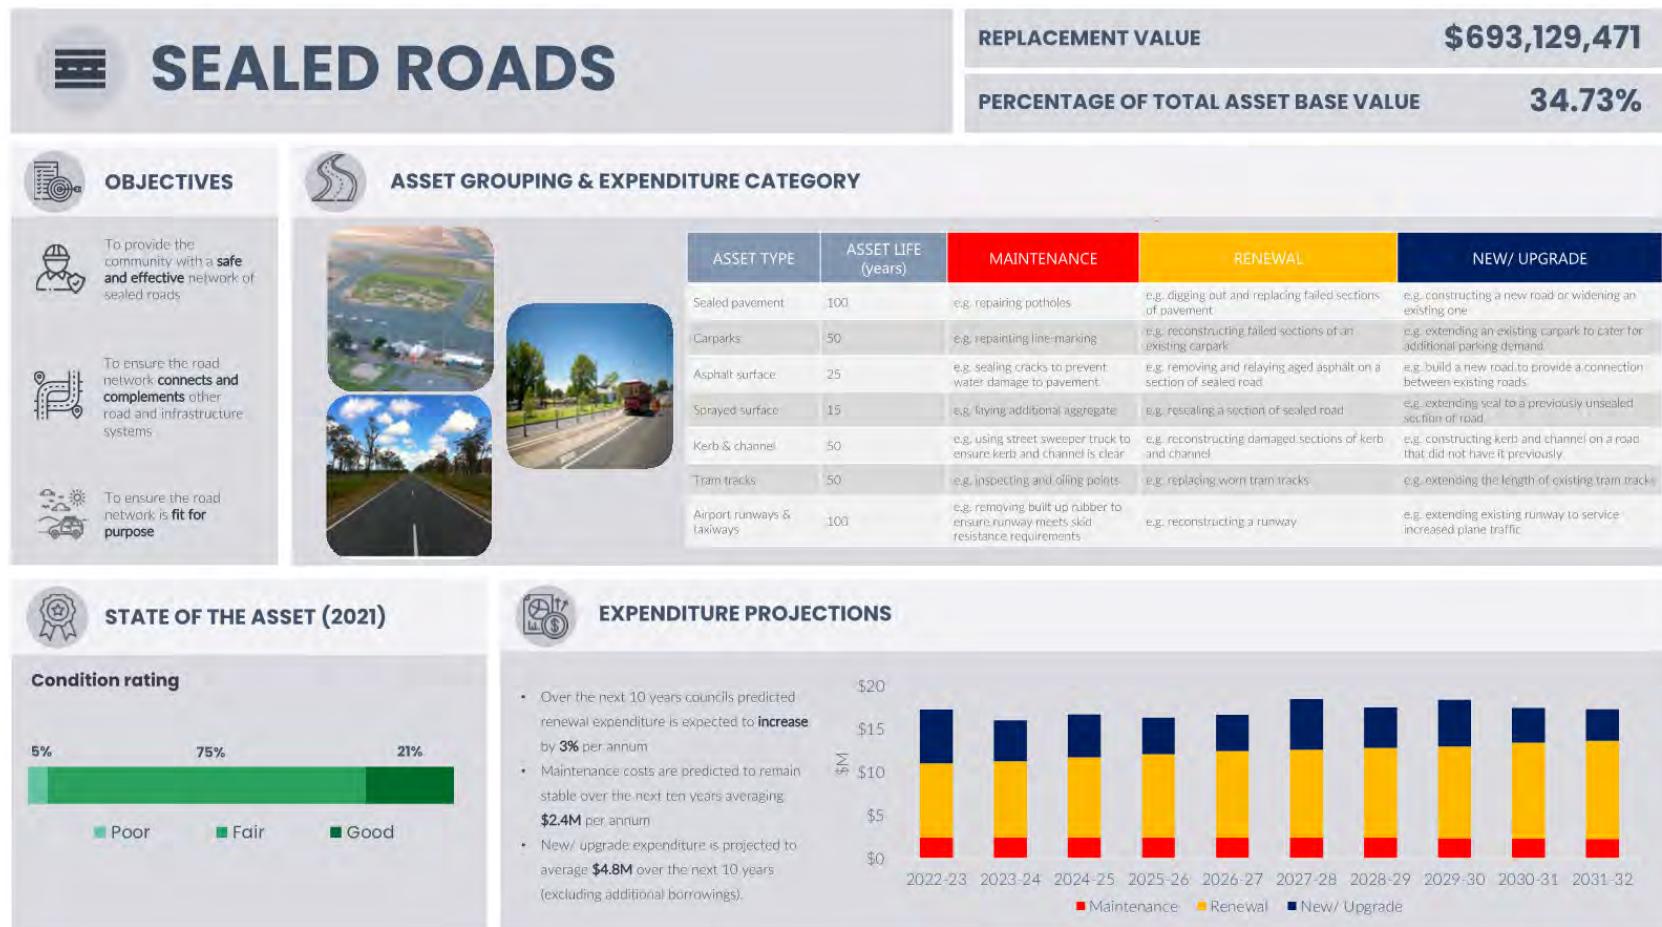 SEALED ROADS
REPLACEMENT VALUE
$693,129,471
PERCENTAGE OF TOTAL ASSET BASE VALUE
34.73%
OBJECTIVES
To provide the
community with a safe
and effective network of
sealed roads
To ensure the road
network connects and
complements other
road and infrastructure
systems
To ensure the road
network is fit for
purpose
ASSET GROUPING & EXPENDITURE CATEGORY
ASSET TYPE
ASSET LIFE
(years)
MAINTENANCE
RENEWAL
NEW/ UPGRADE
Sealed pavement
100
e.g. repairing potholes
e.g. digging out and replacing failed sections
of pavement
e.g. constructing a new road or widening an
existing one
Carparks
50
e.g. repainting line-marking
e.g. reconstructing failed sections of an
existing carpark
e.g. extending an existing carpark to cater for
additional parking demand
Asphalt surface
25
e.g. sealing cracks to prevent
water damage to pavement
e.g. removing and relaying aged asphalt on a
section of sealed road
e.g. build a new road to provide a connection
between existing roads
Sprayed surface
15
e.g. laying additional aggregate
e.g. resealing a section of sealed road
e.g. extending seal to a previously unsealed
section of road
Kerb & channel
50
e.g. using street sweeper truck to
ensure kerb and channel is clear
e.g. reconstructing damaged sections of kerb
and channel
e.g. constructing kerb and channel on a road
that did not have it previously
Tram tracks
50
e.g. inspecting and oiling points
e.g. replacing worn tram tracks
e.g. extending the length of existing tram tracks
Airport runways &
taxiways
100
e.g. removing built up rubber to
ensure runway meets skid
resistance requirements
e.g. reconstructing a runway
e.g. extending existing runway to service
increased plane traffic
STATE OF THE ASSET (2021)
Condition rating
5%
75%
21%
Poor
Fair
Good
EXPENDITURE PROJECTIONS
• Over the next 10 years councils predicted
renewal expenditure is expected to increase
by 3% per annum
• Maintenance costs are predicted to remain
stable over the next ten years averaging
$2.4M per annum
• New/ upgrade expenditure is projected to
average $4.8M over the next 10 years
(excluding additional borrowings).
$M
$20
$15
$10
$5
$0
2022-23 2023-24 2024-25 2025-26 2026-27 2027-28 2028-29 2029-30 2030-31 2031-32
Maintenance Renewal New/ Upgrade